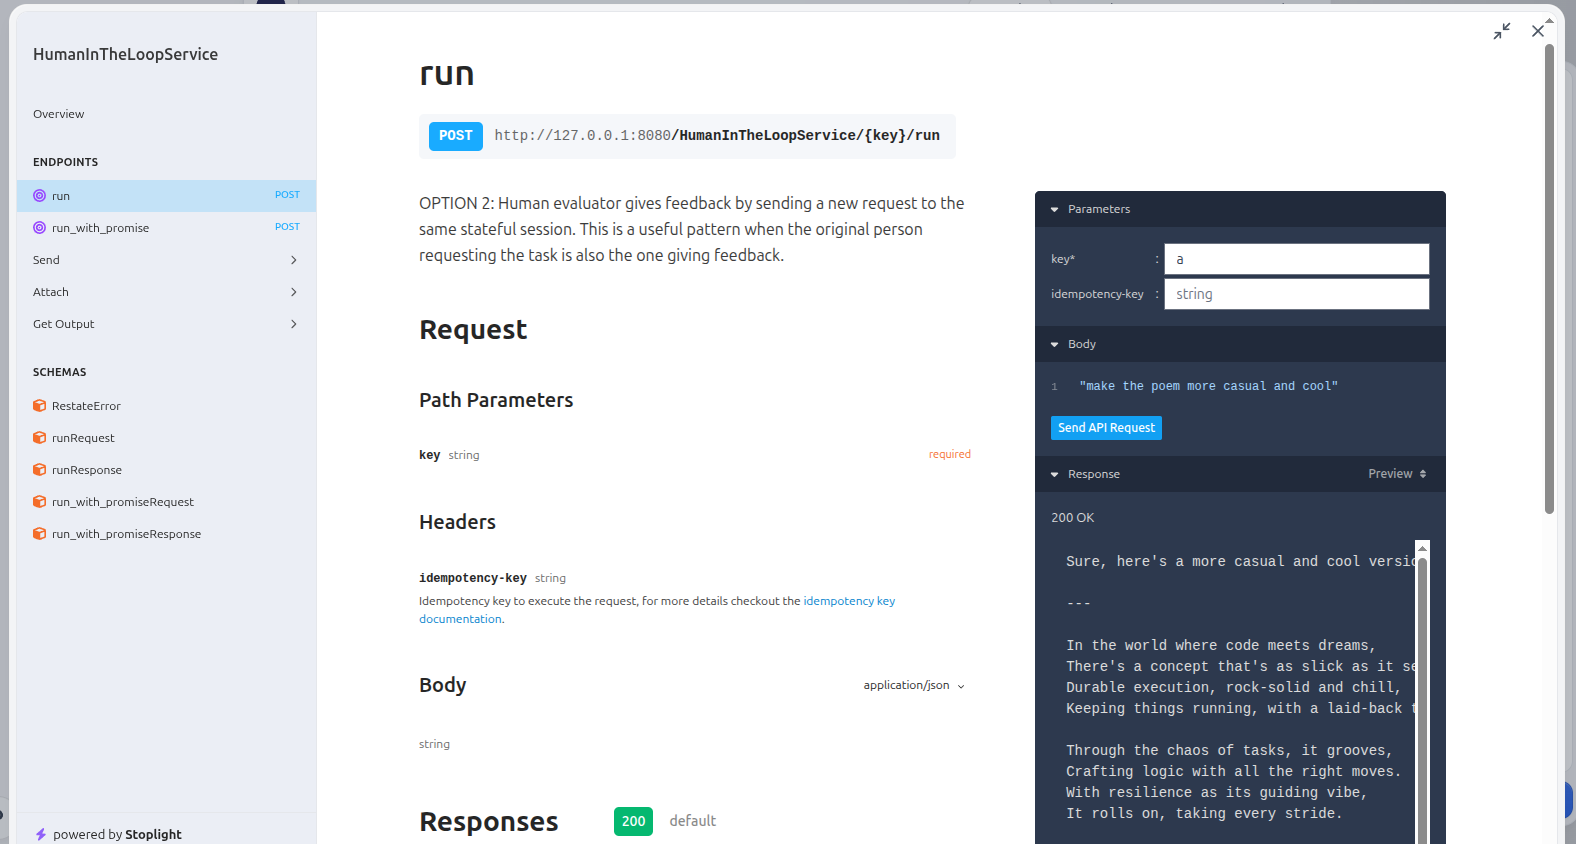 HumanInTheLoopService
Overview
ENDPOINTS
run POST
run_with_promise POST
Send
Attach
Get Output
SCHEMAS
RestateError
runRequest
runResponse
run_with_promiseRequest
run_with_promiseResponse
powered by Stoplight
run
POST http://127.0.0.1:8080/HumanInTheLoopService/{key}/run
OPTION 2: Human evaluator gives feedback by sending a new request to the
same stateful session. This is a useful pattern when the original person
requesting the task is also the one giving feedback.
Request
Path Parameters
key string required
Headers
idempotency-key string
Idempotency key to execute the request, for more details checkout the idempotency key
documentation.
Body application/json
string
Responses 200 default
Parameters
key* : a
idempotency-key : string
Body
1 "make the poem more casual and cool"
Send API Request
Response Preview
200 OK
Sure, here's a more casual and cool versio
---
In the world where code meets dreams,
There's a concept that's as slick as it se
Durable execution, rock-solid and chill,
Keeping things running, with a laid-back t
Through the chaos of tasks, it grooves,
Crafting logic with all the right moves.
With resilience as its guiding vibe,
It rolls on, taking every stride.